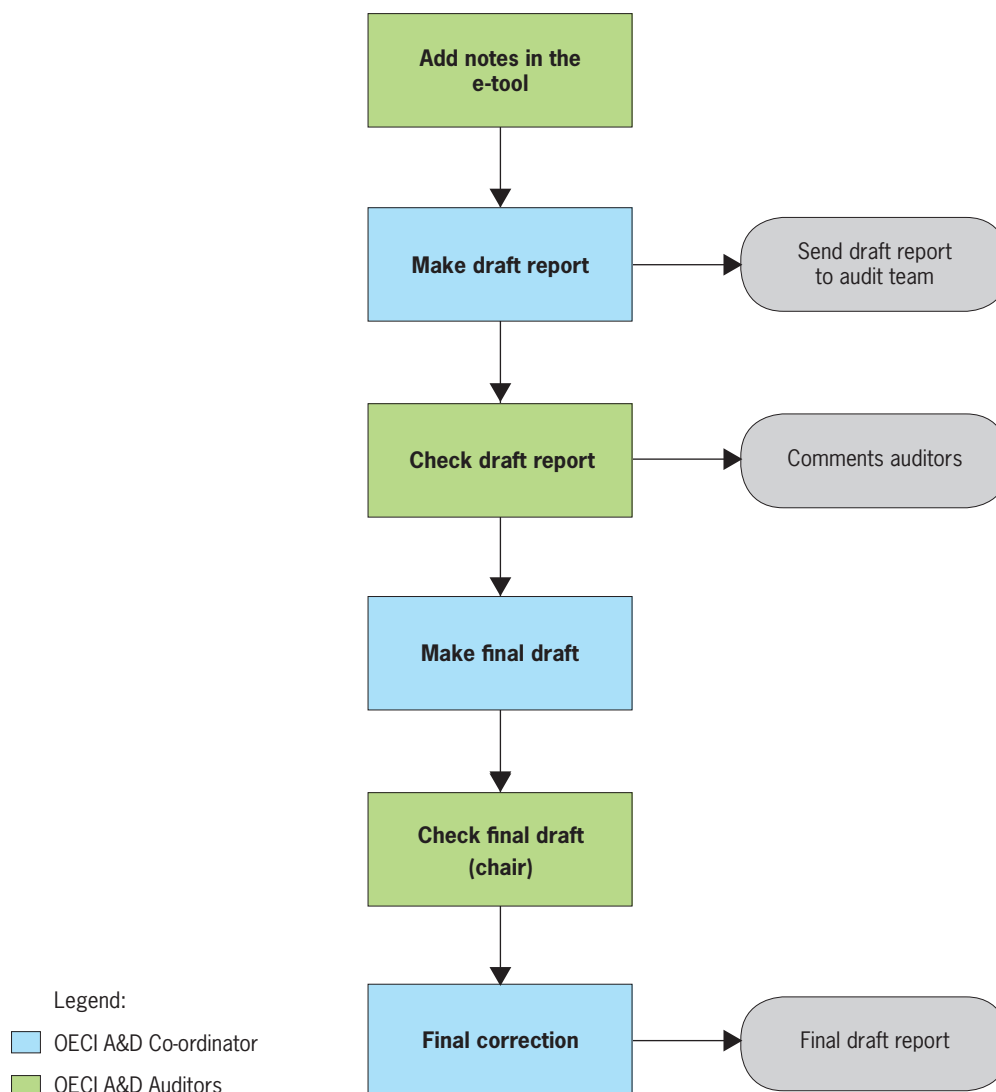 Add notes in the
e-tool
Make draft report
Send draft report
to audit team
Check draft report
Comments auditors
Make final draft
Check final draft
(chair)
Legend:
OECI A&D Co-ordinator
OECI A&D Auditors
Final correction
Final draft report